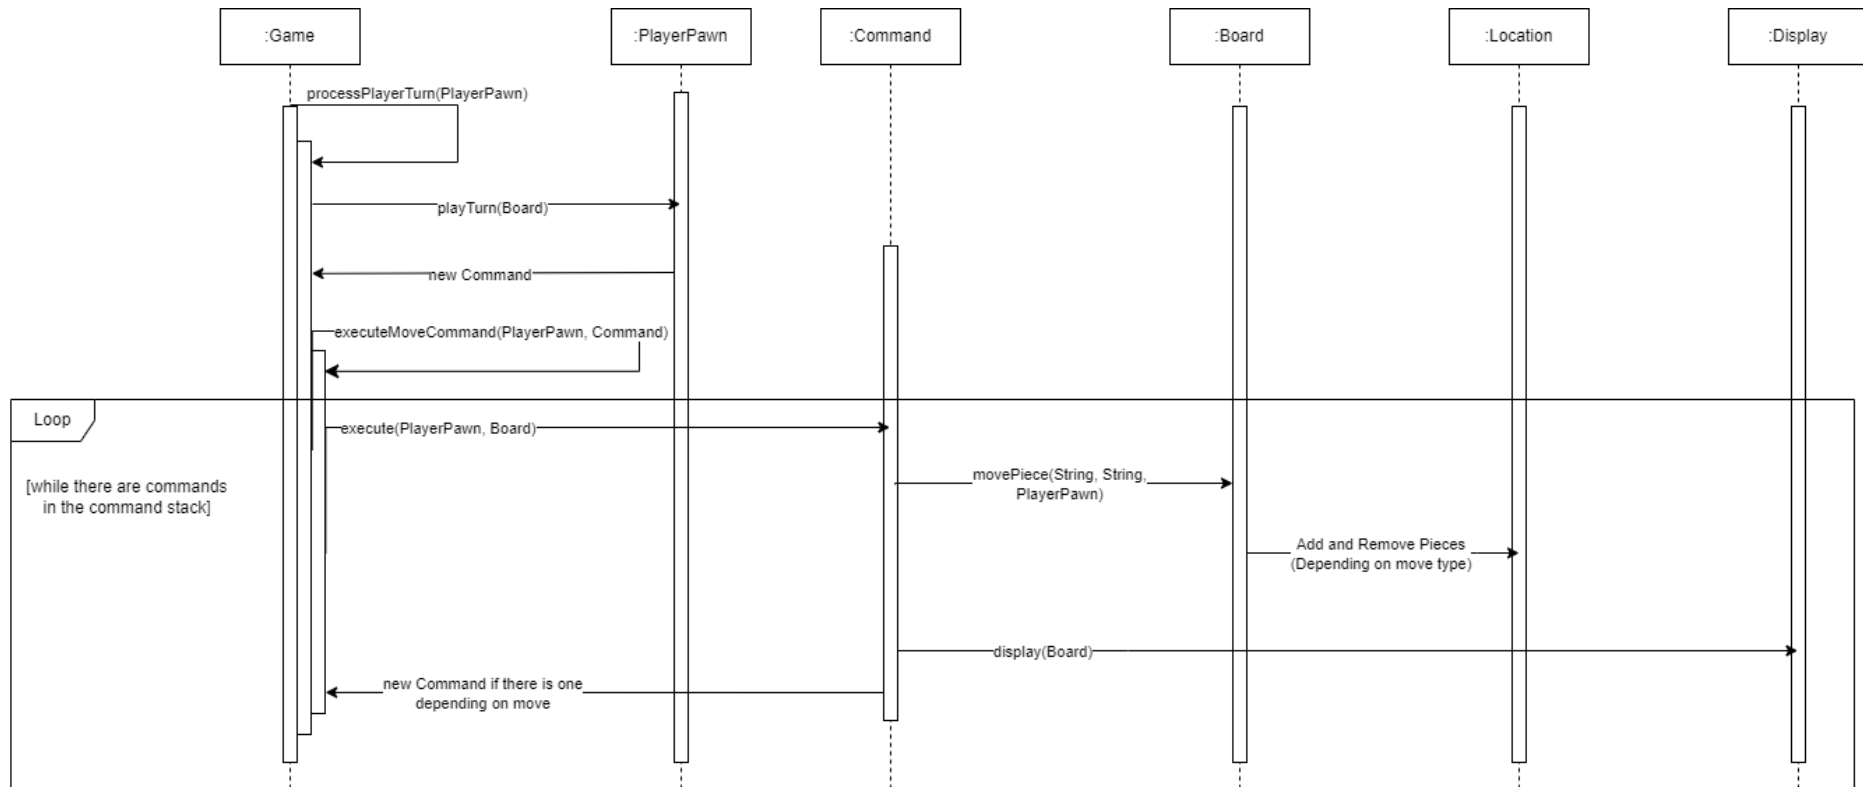 :Game
:PlayerPawn
:Command
:Board
:Location
:Display
processPlayerTurn(PlayerPawn)
playTurn(Board)
new Command
executeMoveCommand(PlayerPawn, Command)
Loop
execute(PlayerPawn, Board)
[while there are commands
in the command stack]
movePiece(String, String,
PlayerPawn)
Add and Remove Pieces
(Depending on move type)
display(Board)
new Command if there is one
depending on move